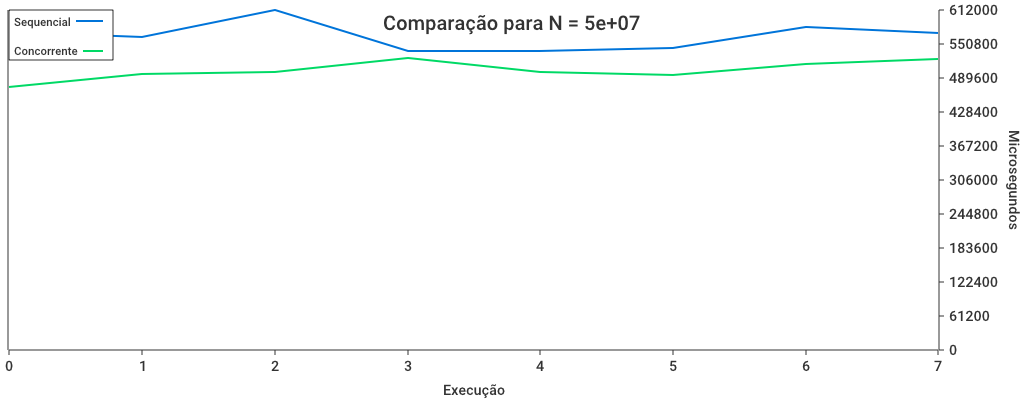 Comparação para N = 5e+07
Sequencial
Concorrente
612000
550800
489600
428400
367200
306000
244800
183600
122400
61200
0
Microsegundos
0 1 2 3 4 5 6 7
Execução